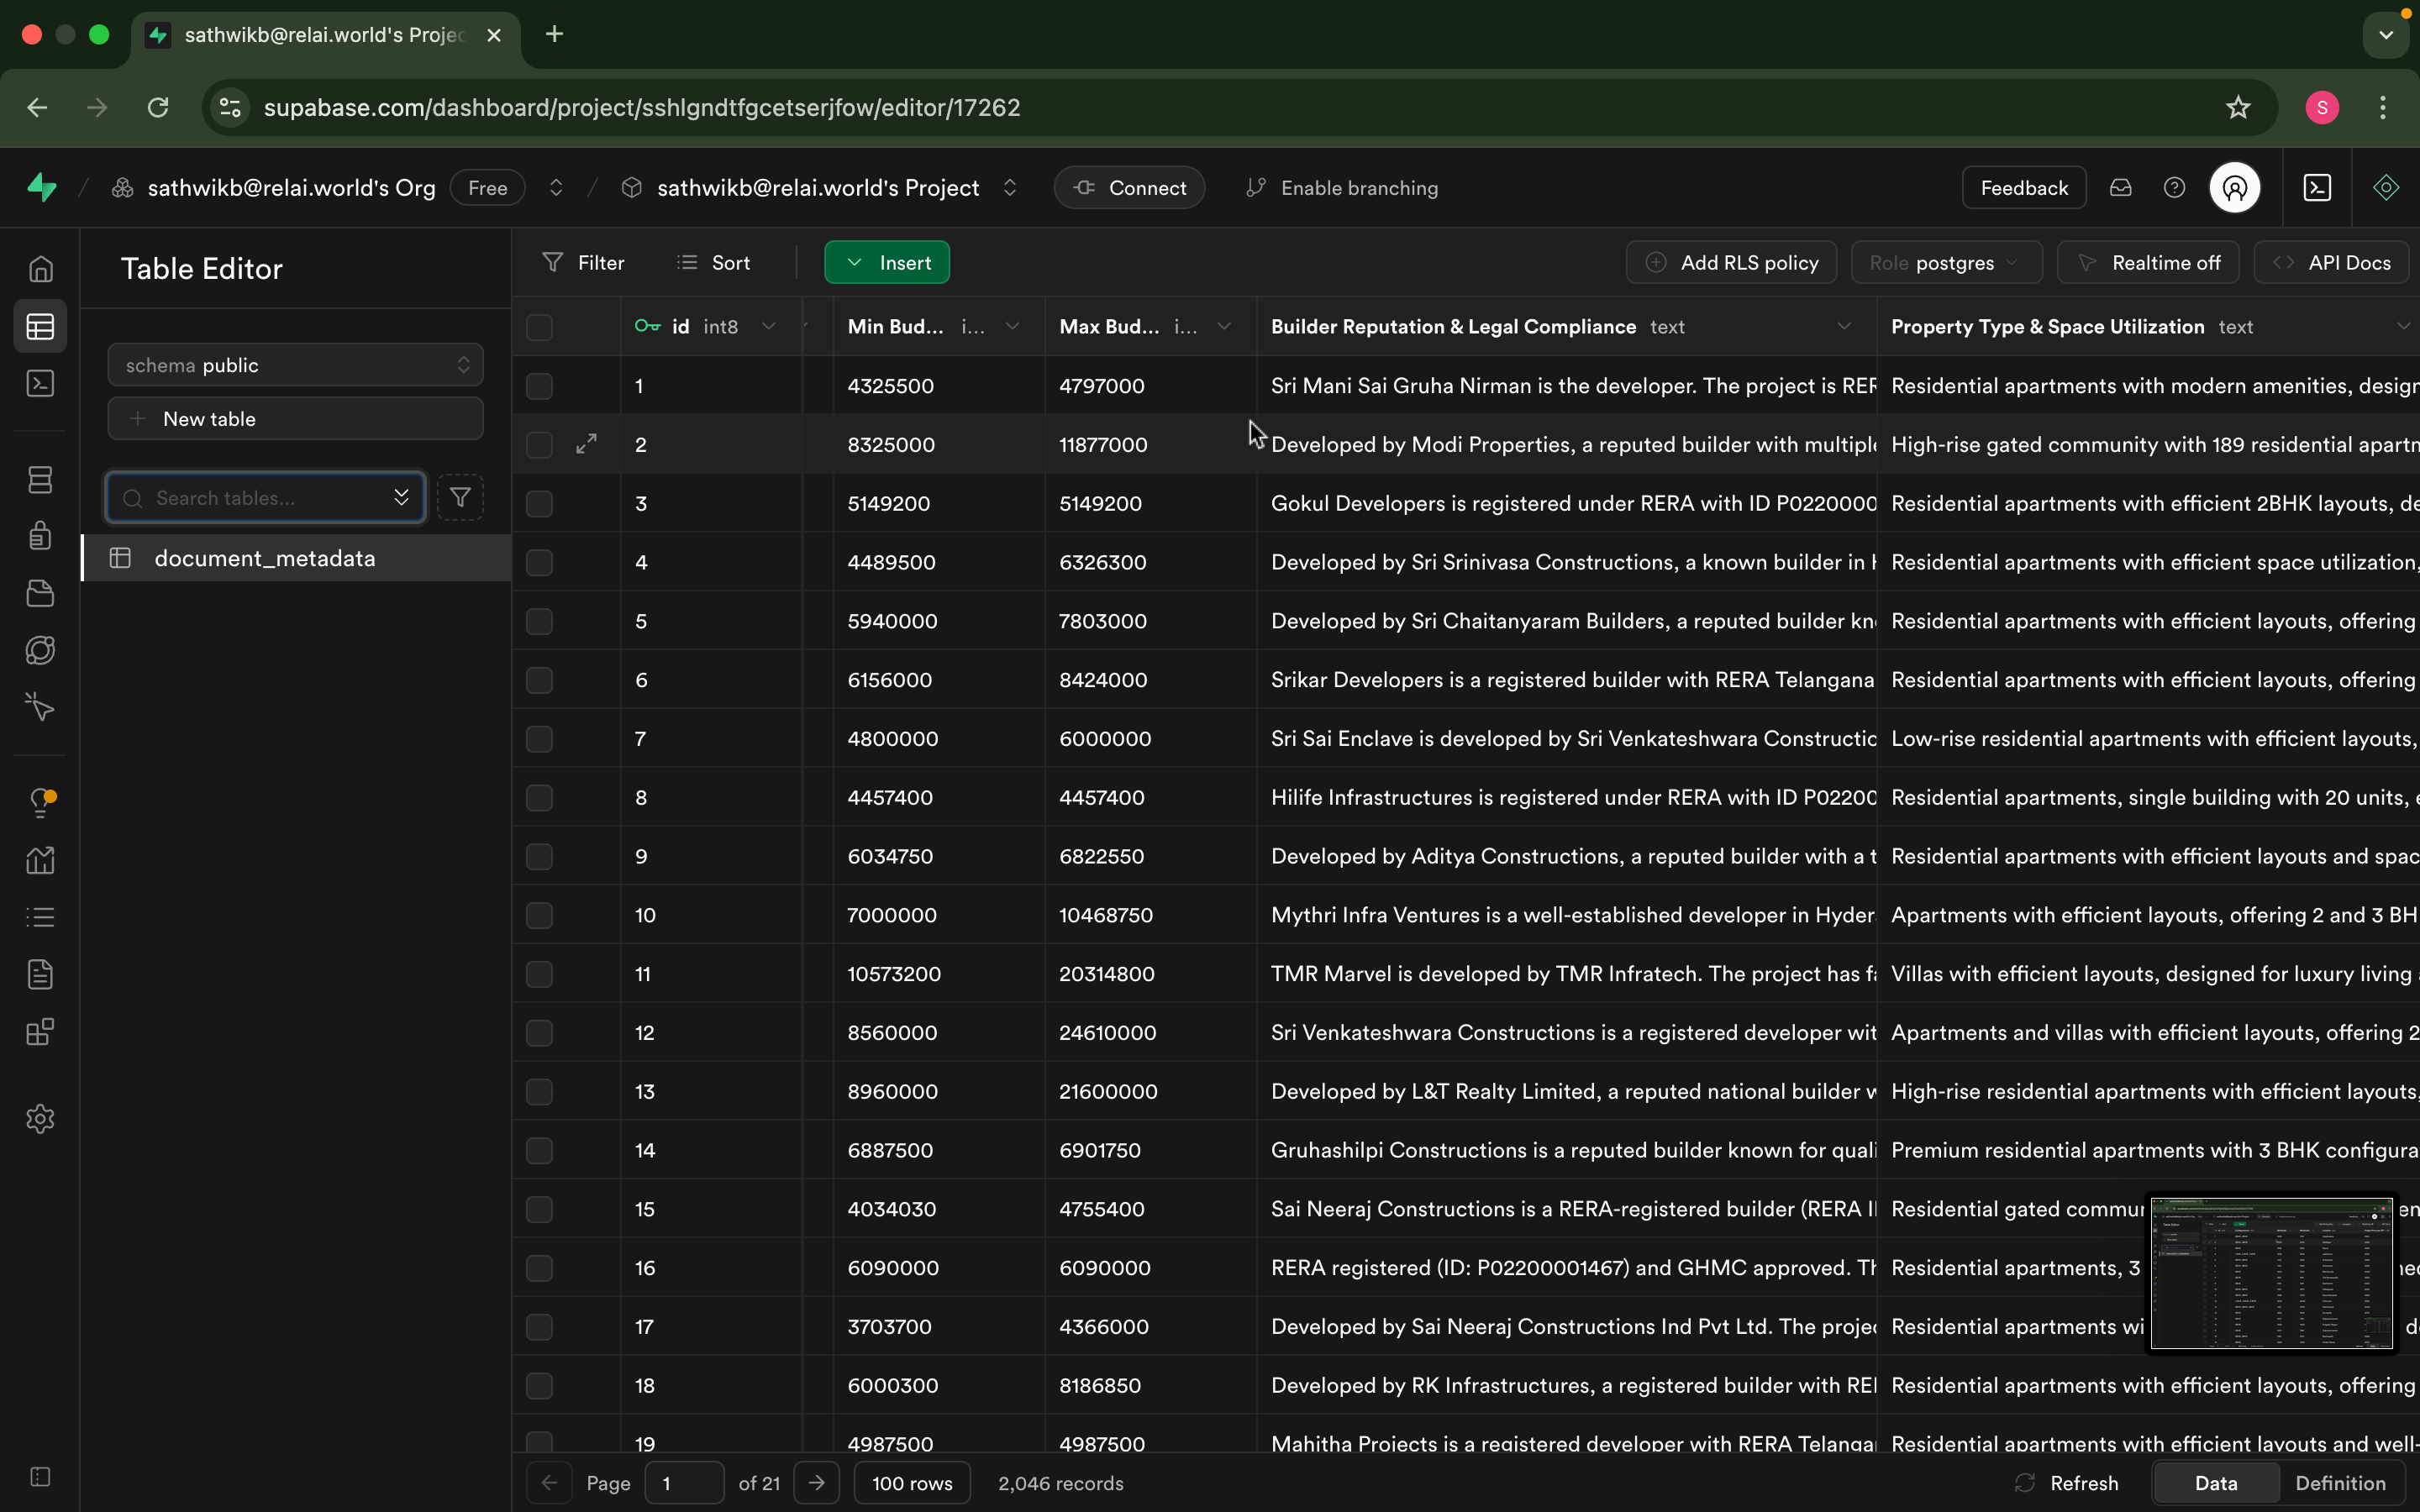 sathwikb@relai.world's Projec
supabase.com/dashboard/project/sshlgndtfgcetserjfow/editor/17262
S
sathwikb@relai.world's Org Free sathwikb@relai.world's Project Connect Enable branching Feedback
Table Editor
Filter Sort Insert Add RLS policy Role postgres Realtime off API Docs
schema public
New table
Search tables...
document_metadata
id int8 Min Bud... i... Max Bud... i... Builder Reputation & Legal Compliance text Property Type & Space Utilization text
1 4325500 4797000 Sri Mani Sai Gruha Nirman is the developer. The project is RER Residential apartments with modern amenities, design
2 8325000 11877000 Developed by Modi Properties, a reputed builder with multiple High-rise gated community with 189 residential apartm
3 5149200 5149200 Gokul Developers is registered under RERA with ID P0220000 Residential apartments with efficient 2BHK layouts, de
4 4489500 6326300 Developed by Sri Srinivasa Constructions, a known builder in H Residential apartments with efficient space utilization,
5 5940000 7803000 Developed by Sri Chaitanyaram Builders, a reputed builder kn Residential apartments with efficient layouts, offering
6 6156000 8424000 Srikar Developers is a registered builder with RERA Telangana Residential apartments with efficient layouts, offering
7 4800000 6000000 Sri Sai Enclave is developed by Sri Venkateshwara Constructio Low-rise residential apartments with efficient layouts,
8 4457400 4457400 Hilife Infrastructures is registered under RERA with ID P02200 Residential apartments, single building with 20 units, e
9 6034750 6822550 Developed by Aditya Constructions, a reputed builder with a t Residential apartments with efficient layouts and spac
10 7000000 10468750 Mythri Infra Ventures is a well-established developer in Hyder Apartments with efficient layouts, offering 2 and 3 BH
11 10573200 20314800 TMR Marvel is developed by TMR Infratech. The project has fa Villas with efficient layouts, designed for luxury living
12 8560000 24610000 Sri Venkateshwara Constructions is a registered developer wit Apartments and villas with efficient layouts, offering 2
13 8960000 21600000 Developed by L&T Realty Limited, a reputed national builder w High-rise residential apartments with efficient layouts,
14 6887500 6901750 Gruhashilpi Constructions is a reputed builder known for quali Premium residential apartments with 3 BHK configura
15 4034030 4755400 Sai Neeraj Constructions is a RERA-registered builder (RERA I Residential gated commu
16 6090000 6090000 RERA registered (ID: P02200001467) and GHMC approved. Th Residential apartments, 3
17 3703700 4366000 Developed by Sai Neeraj Constructions Ind Pvt Ltd. The projec Residential apartments wi
18 6000300 8186850 Developed by RK Infrastructures, a registered builder with REI Residential apartments with efficient layouts, offering
19 4987500 4987500 Mahitha Projects is a registered developer with RERA Telangan Residential apartments with efficient layouts and well-
Page 1 of 21 100 rows 2,046 records Refresh Data Definition